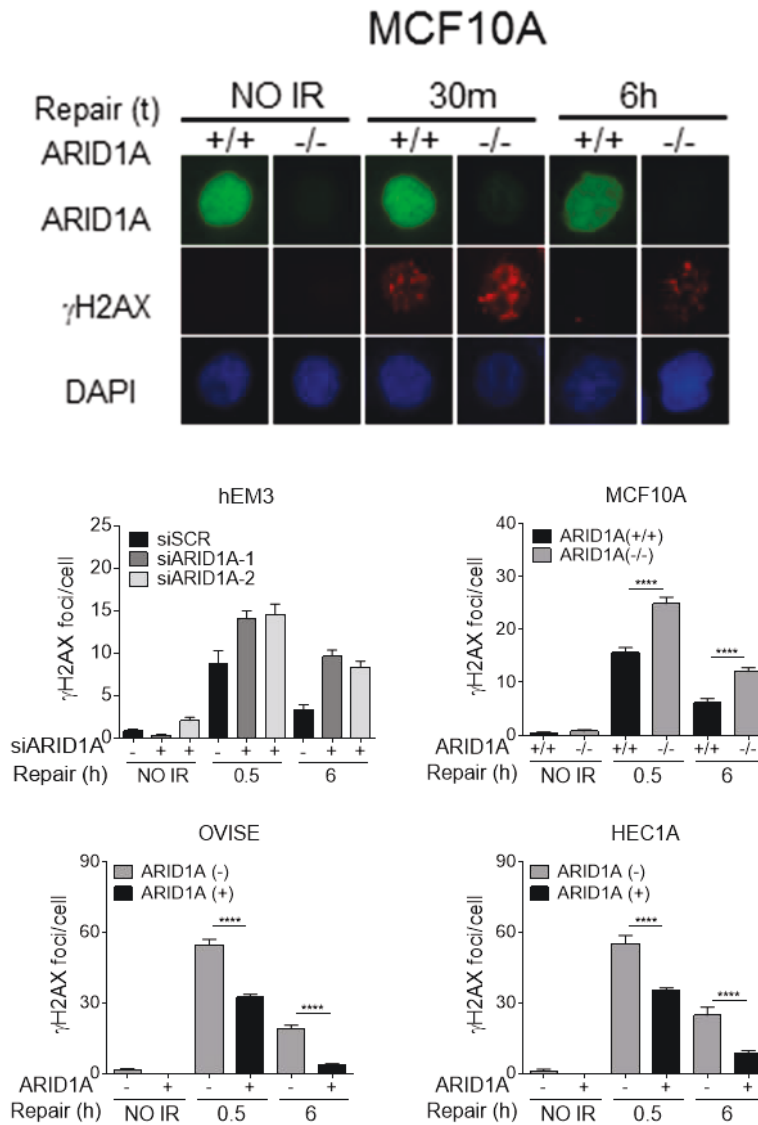 MCF10A
Repair (t) NO IR 30m 6h
ARID1A +/+ -/- +/+ -/- +/+ -/-
ARID1A
γH2AX
DAPI
hEM3
γH2AX foci/cell
25
20
15
10
5
0
siSCR
siARID1A-1
siARID1A-2
siARID1A - + + - + + - + +
Repair (h) NO IR 0.5 6
MCF10A
γH2AX foci/cell
40
30
20
10
0
ARID1A(+/+)
ARID1A(-/-)
****
****
ARID1A +/+ -/- +/+ -/- +/+ -/-
Repair (h) NO IR 0.5 6
OVISE
γH2AX foci/cell
90
60
30
0
ARID1A (-)
ARID1A (+)
****
****
ARID1A - + - + - +
Repair (h) NO IR 0.5 6
HEC1A
γH2AX foci/cell
90
60
30
0
ARID1A (-)
ARID1A (+)
****
****
ARID1A - + - + - +
Repair (h) NO IR 0.5 6